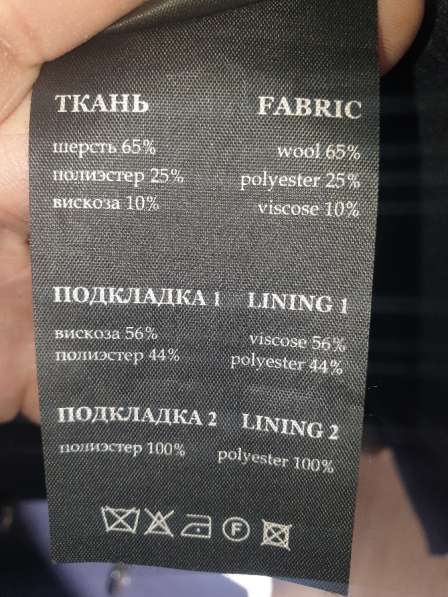 ТКАНЬ FABRIC
шерсть 65% wool 65%
полиэстер 25% polyester 25%
вискоза 10% viscose 10%
ПОДКЛАДКА 1 LINING 1
вискоза 56% viscose 56%
полиэстер 44% polyester 44%
ПОДКЛАДКА 2 LINING 2
полиэстер 100% polyester 100%
F